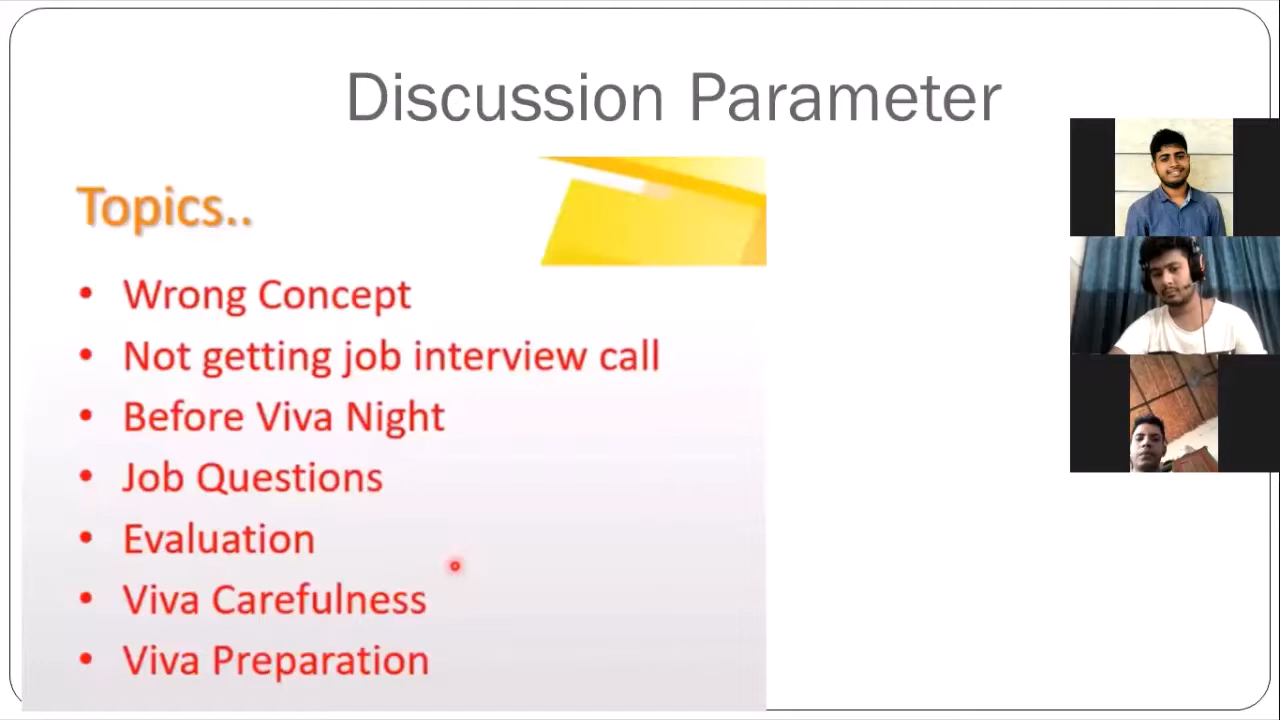 Discussion Parameter
Topics..
• Wrong Concept
• Not getting job interview call
• Before Viva Night
• Job Questions
• Evaluation
• Viva Carefulness
• Viva Preparation